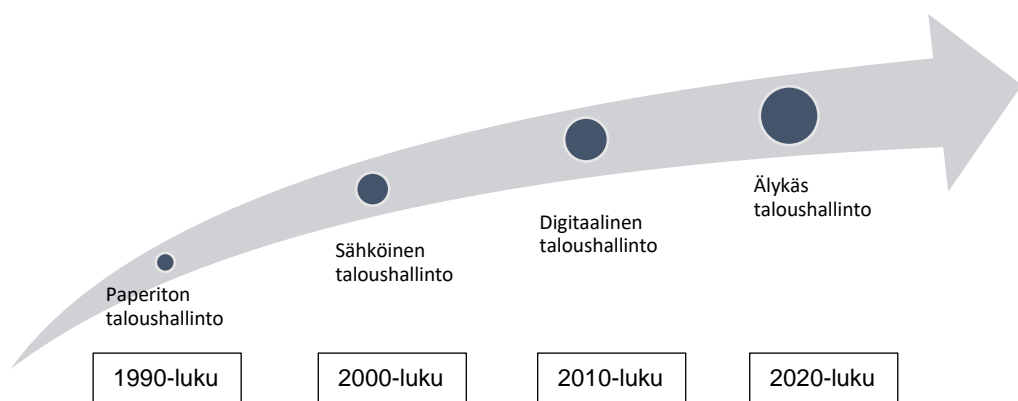 Paperiton
taloushallinto
Sähköinen
taloushallinto
Digitaalinen
taloushallinto
Älykäs
taloushallinto
1990-luku
2000-luku
2010-luku
2020-luku